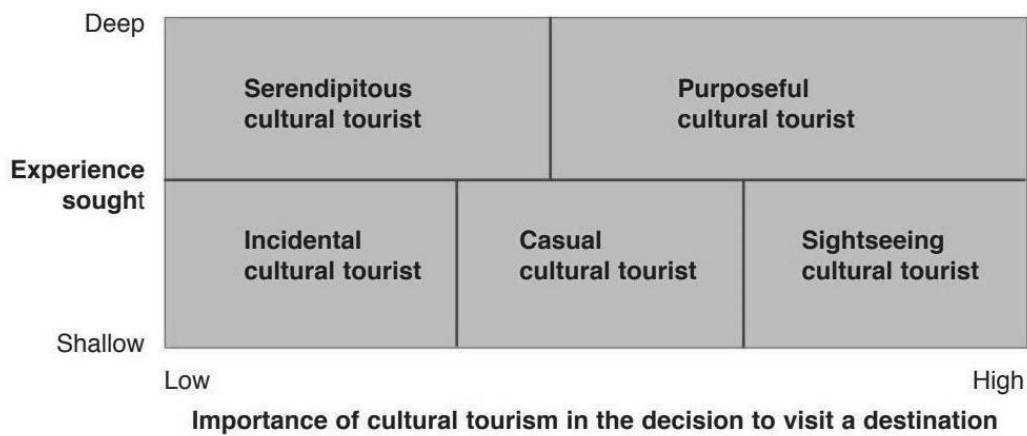 Deep
Serendipitous
cultural tourist
Purposeful
cultural tourist
Experience
sought
Incidental
cultural tourist
Casual
cultural tourist
Sightseeing
cultural tourist
Shallow
Low
High
Importance of cultural tourism in the decision to visit a destination